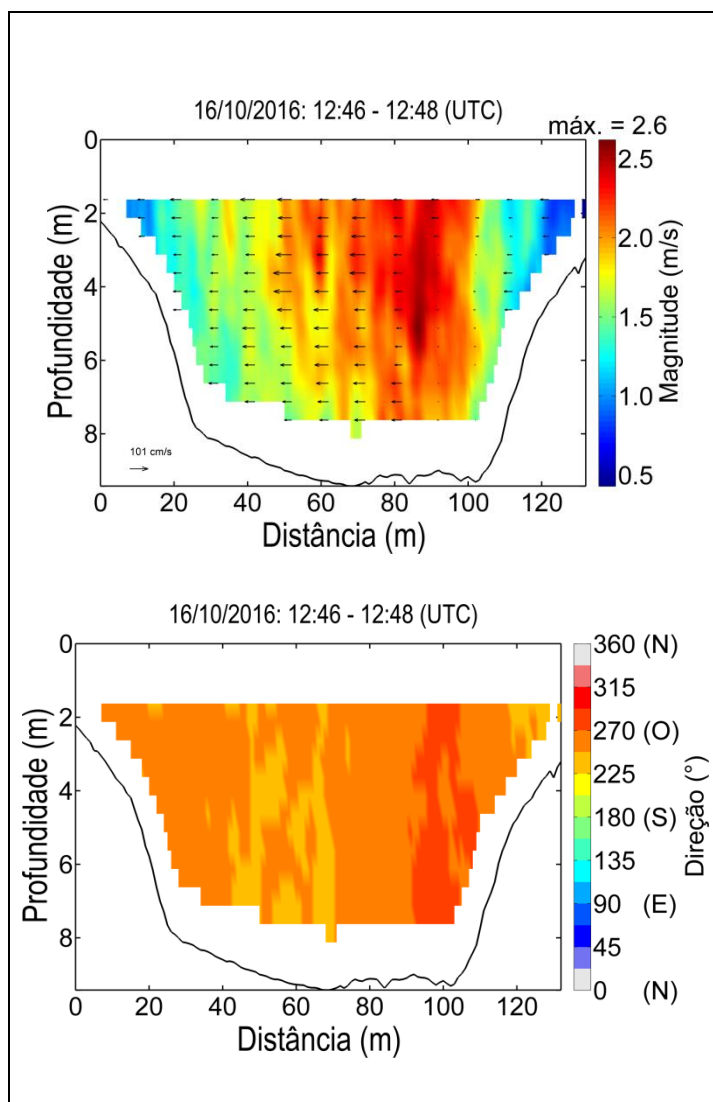 16/10/2016: 12:46 - 12:48 (UTC)
máx. = 2.6
0
2
4
6
8
Profundidade (m)
101 cm/s
0 20 40 60 80 100 120
Distância (m)
2.5
2.0
1.5
1.0
0.5
Magnitude (m/s)
16/10/2016: 12:46 - 12:48 (UTC)
0
2
4
6
8
Profundidade (m)
0 20 40 60 80 100 120
Distância (m)
360 (N)
315
270 (O)
225
180 (S)
135
90 (E)
45
0 (N)
Direção (°)